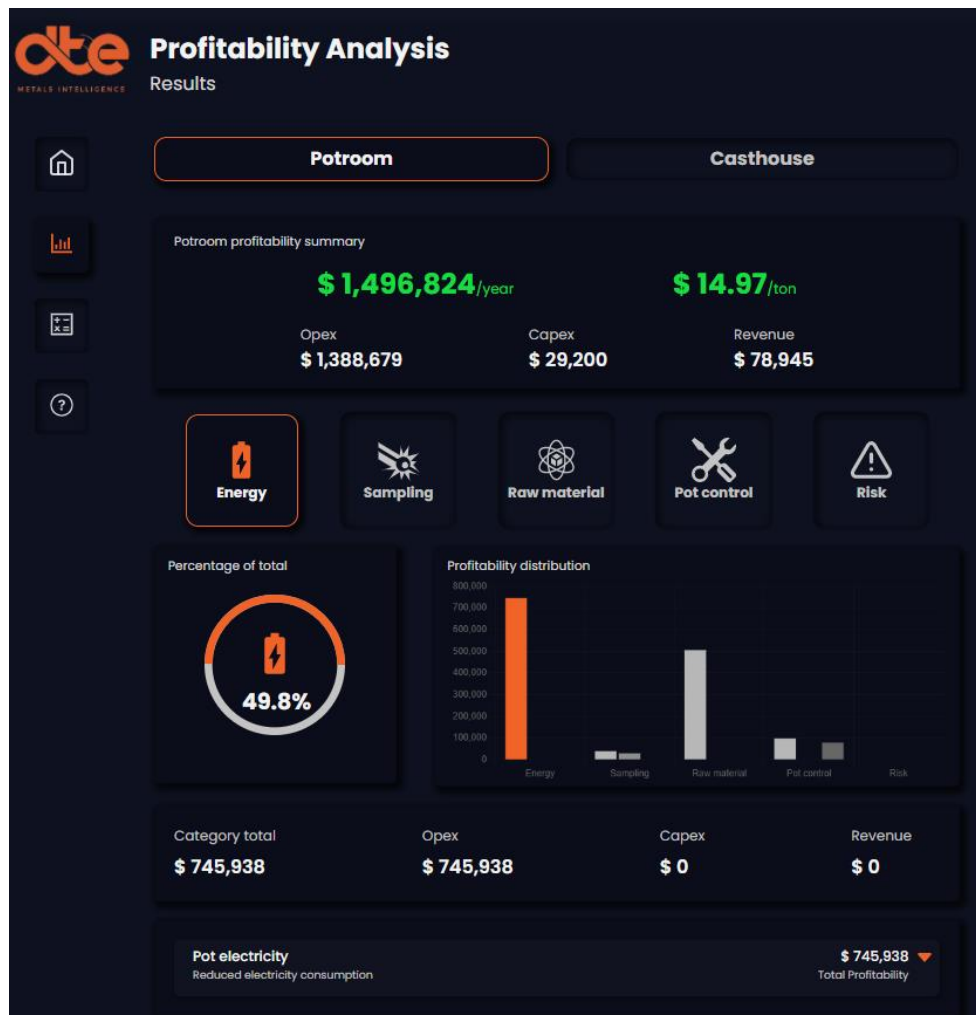 dte
METALS INTELLIGENCE
Profitability Analysis
Results
Potroom
Casthouse
Potroom profitability summary
$ 1,496,824/year
$ 14.97/ton
Opex
Capex
Revenue
$ 1,388,679
$ 29,200
$ 78,945
Energy
Sampling
Raw material
Pot control
Risk
Percentage of total
49.8%
Profitability distribution
800,000
700,000
600,000
500,000
400,000
300,000
200,000
100,000
0
Energy
Sampling
Raw material
Pot control
Risk
Category total
Opex
Capex
Revenue
$ 745,938
$ 745,938
$ 0
$ 0
Pot electricity
$ 745,938
Reduced electricity consumption
Total Profitability